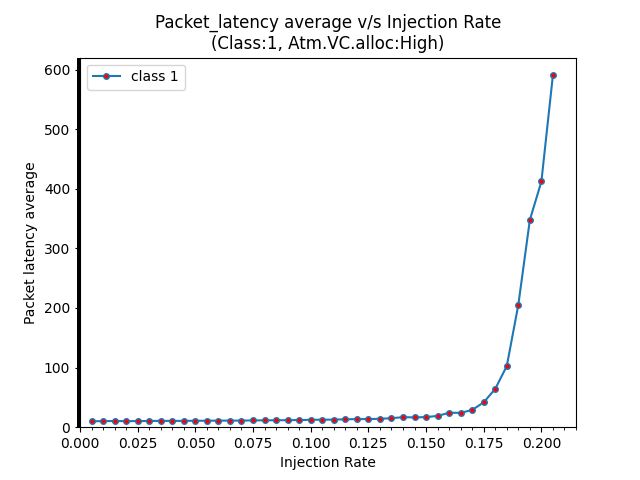 Packet_latency average v/s Injection Rate
(Class:1, Atm.VC.alloc:High)
class 1
600
500
400
300
200
100
0
Packet latency average
0.000 0.025 0.050 0.075 0.100 0.125 0.150 0.175 0.200
Injection Rate